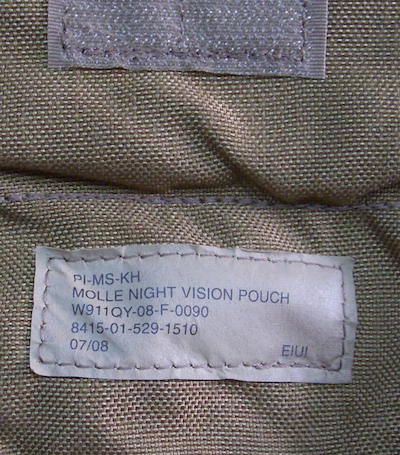 PI-MS-KH
MOLLE NIGHT VISION POUCH
W911QY-08-F-0090
8415-01-529-1510
07/08 EIUI